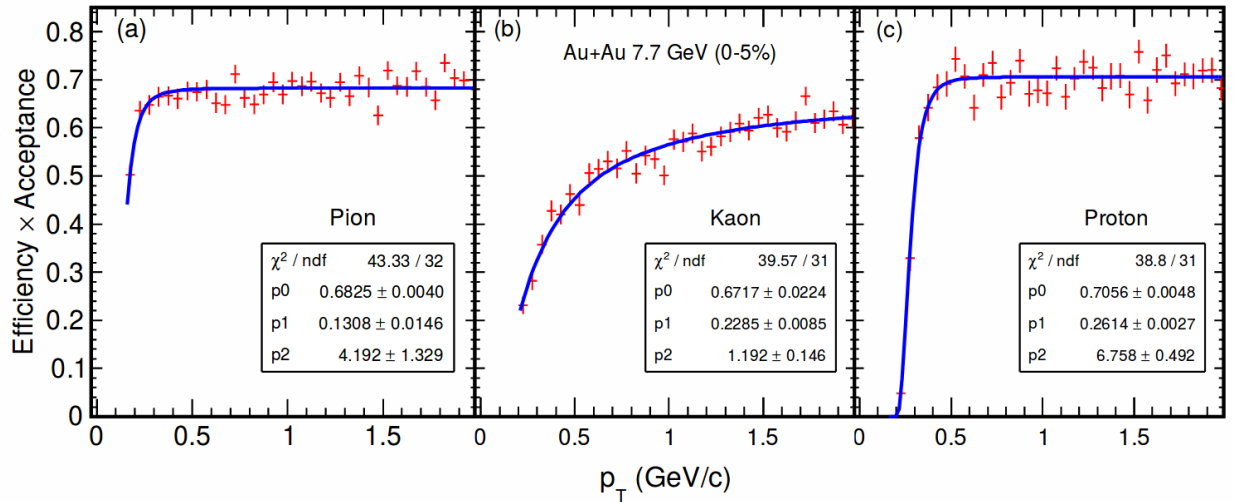 Efficiency × Acceptance
0.8
0.7
0.6
0.5
0.4
0.3
0.2
0.1
0
(a)
Pion
χ² / ndf 43.33 / 32
p0 0.6825 ± 0.0040
p1 0.1308 ± 0.0146
p2 4.192 ± 1.329
0 0.5 1 1.5
(b)
Au+Au 7.7 GeV (0-5%)
Kaon
χ² / ndf 39.57 / 31
p0 0.6717 ± 0.0224
p1 0.2285 ± 0.0085
p2 1.192 ± 0.146
0 0.5 1 1.5
(c)
Proton
χ² / ndf 38.8 / 31
p0 0.7056 ± 0.0048
p1 0.2614 ± 0.0027
p2 6.758 ± 0.492
0 0.5 1 1.5
p_T (GeV/c)